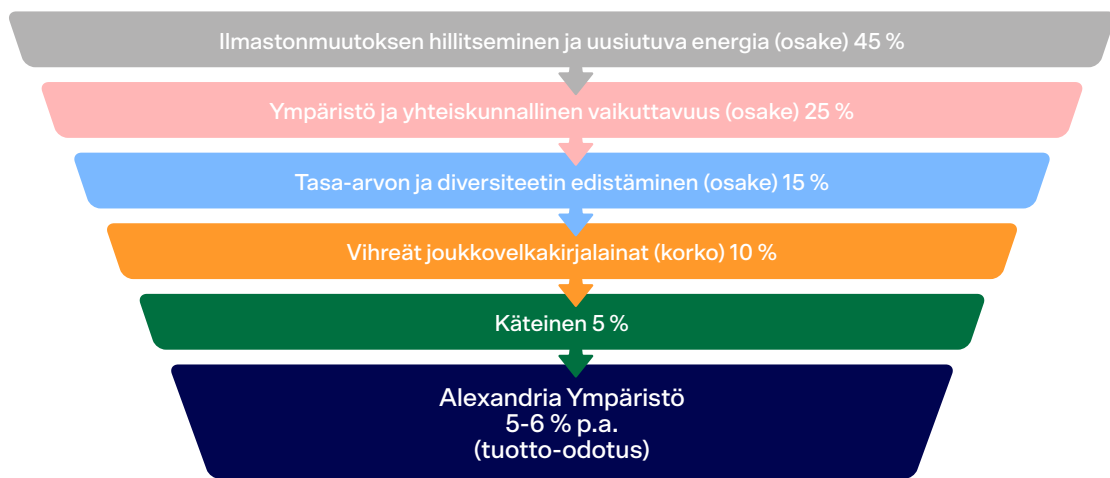 Ilmastonmuutoksen hillitseminen ja uusiutuva energia (osake) 45 %
Ympäristö ja yhteiskunnallinen vaikuttavuus (osake) 25 %
Tasa-arvon ja diversiteetin edistäminen (osake) 15 %
Vihreät joukkovelkakirjalainat (korko) 10 %
Käteinen 5 %
Alexandria Ympäristö
5-6 % p.a.
(tuotto-odotus)